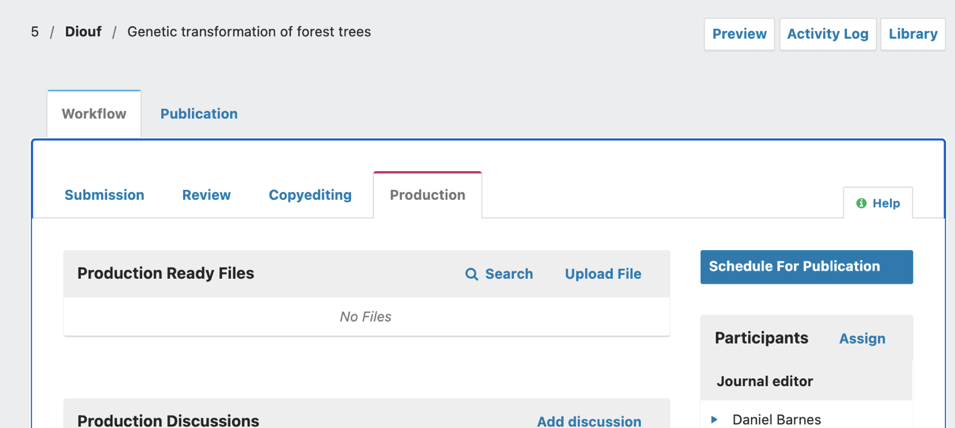 5 / Diouf / Genetic transformation of forest trees
Preview Activity Log Library
Workflow Publication
Submission Review Copyediting Production
Help
Production Ready Files Search Upload File
No Files
Schedule For Publication
Participants Assign
Journal editor
Daniel Barnes
Production Discussions Add discussion